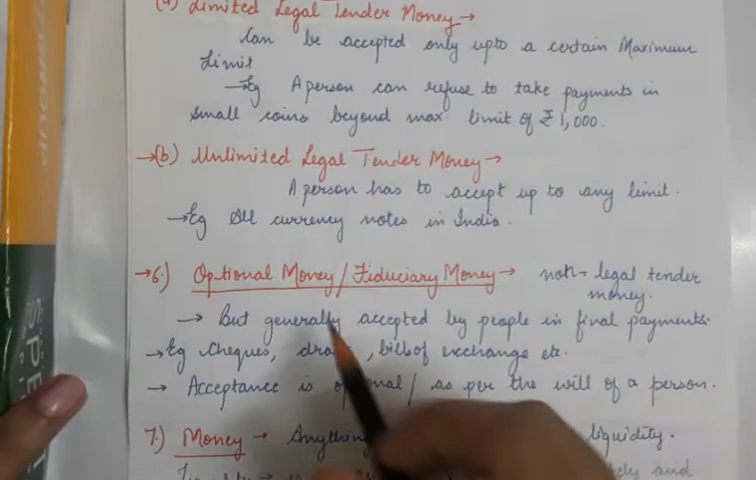 (a) Limited Legal Tender Money →
Can be accepted only upto a certain Maximum
Limit
→ Eg A person can refuse to take payments in
small coins beyond max. limit of ₹ 1,000.
→(b) Unlimited Legal Tender Money →
A person has to accept up to any limit.
→ Eg All currency notes in India.
→ 6.) Optional Money / Fiduciary Money → non-legal tender
money.
→ But generally accepted by people in final payments.
→ Eg Cheques, , bill of exchange etc.
→ Acceptance is optional / as per the will of a person.
7.) Money → Anything liquidity.
and